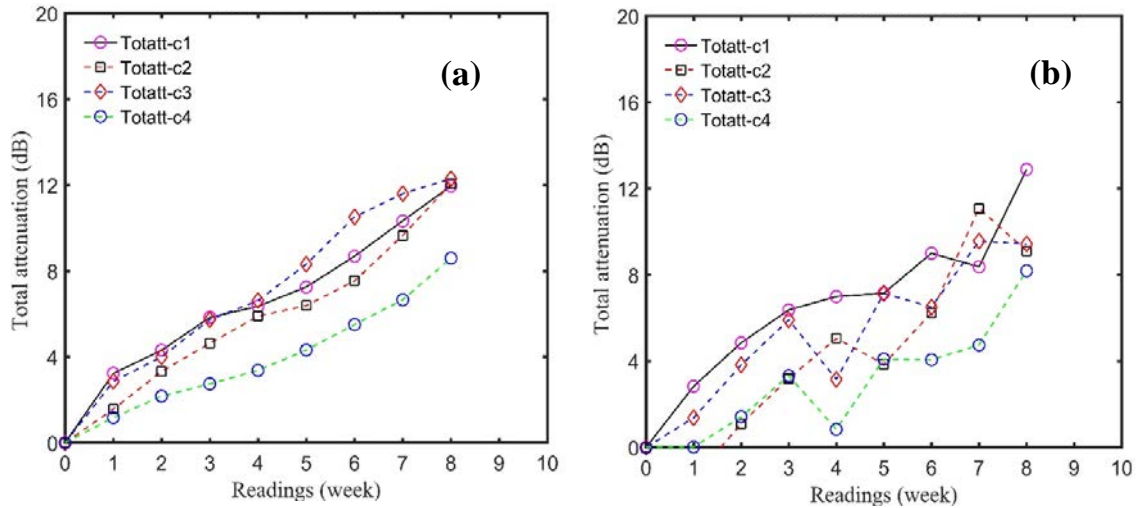 20
16
12
8
4
0
Total attenuation (dB)
Totatt-c1
Totatt-c2
Totatt-c3
Totatt-c4
(a)
0 1 2 3 4 5 6 7 8 9 10
Readings (week)
20
16
12
8
4
0
Total attenuation (dB)
Totatt-c1
Totatt-c2
Totatt-c3
Totatt-c4
(b)
0 1 2 3 4 5 6 7 8 9 10
Readings (week)